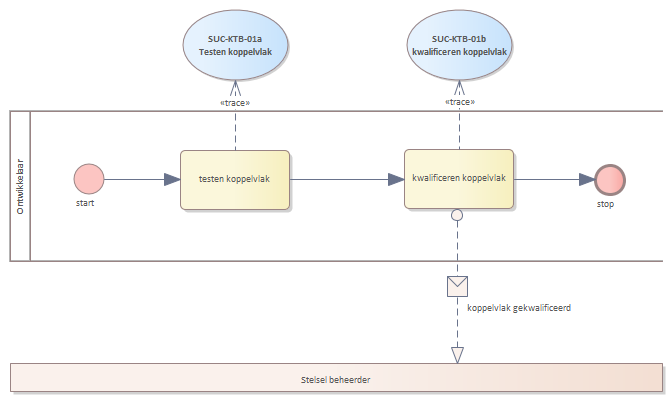 SUC-KTB-01a
Testen koppelvlak
SUC-KTB-01b
kwalificeren koppelvlak
«trace»
«trace»
Ontwikkelaar
start
testen koppelvlak
kwalificeren koppelvlak
stop
koppelvlak gekwalificeerd
Stelsel beheerder